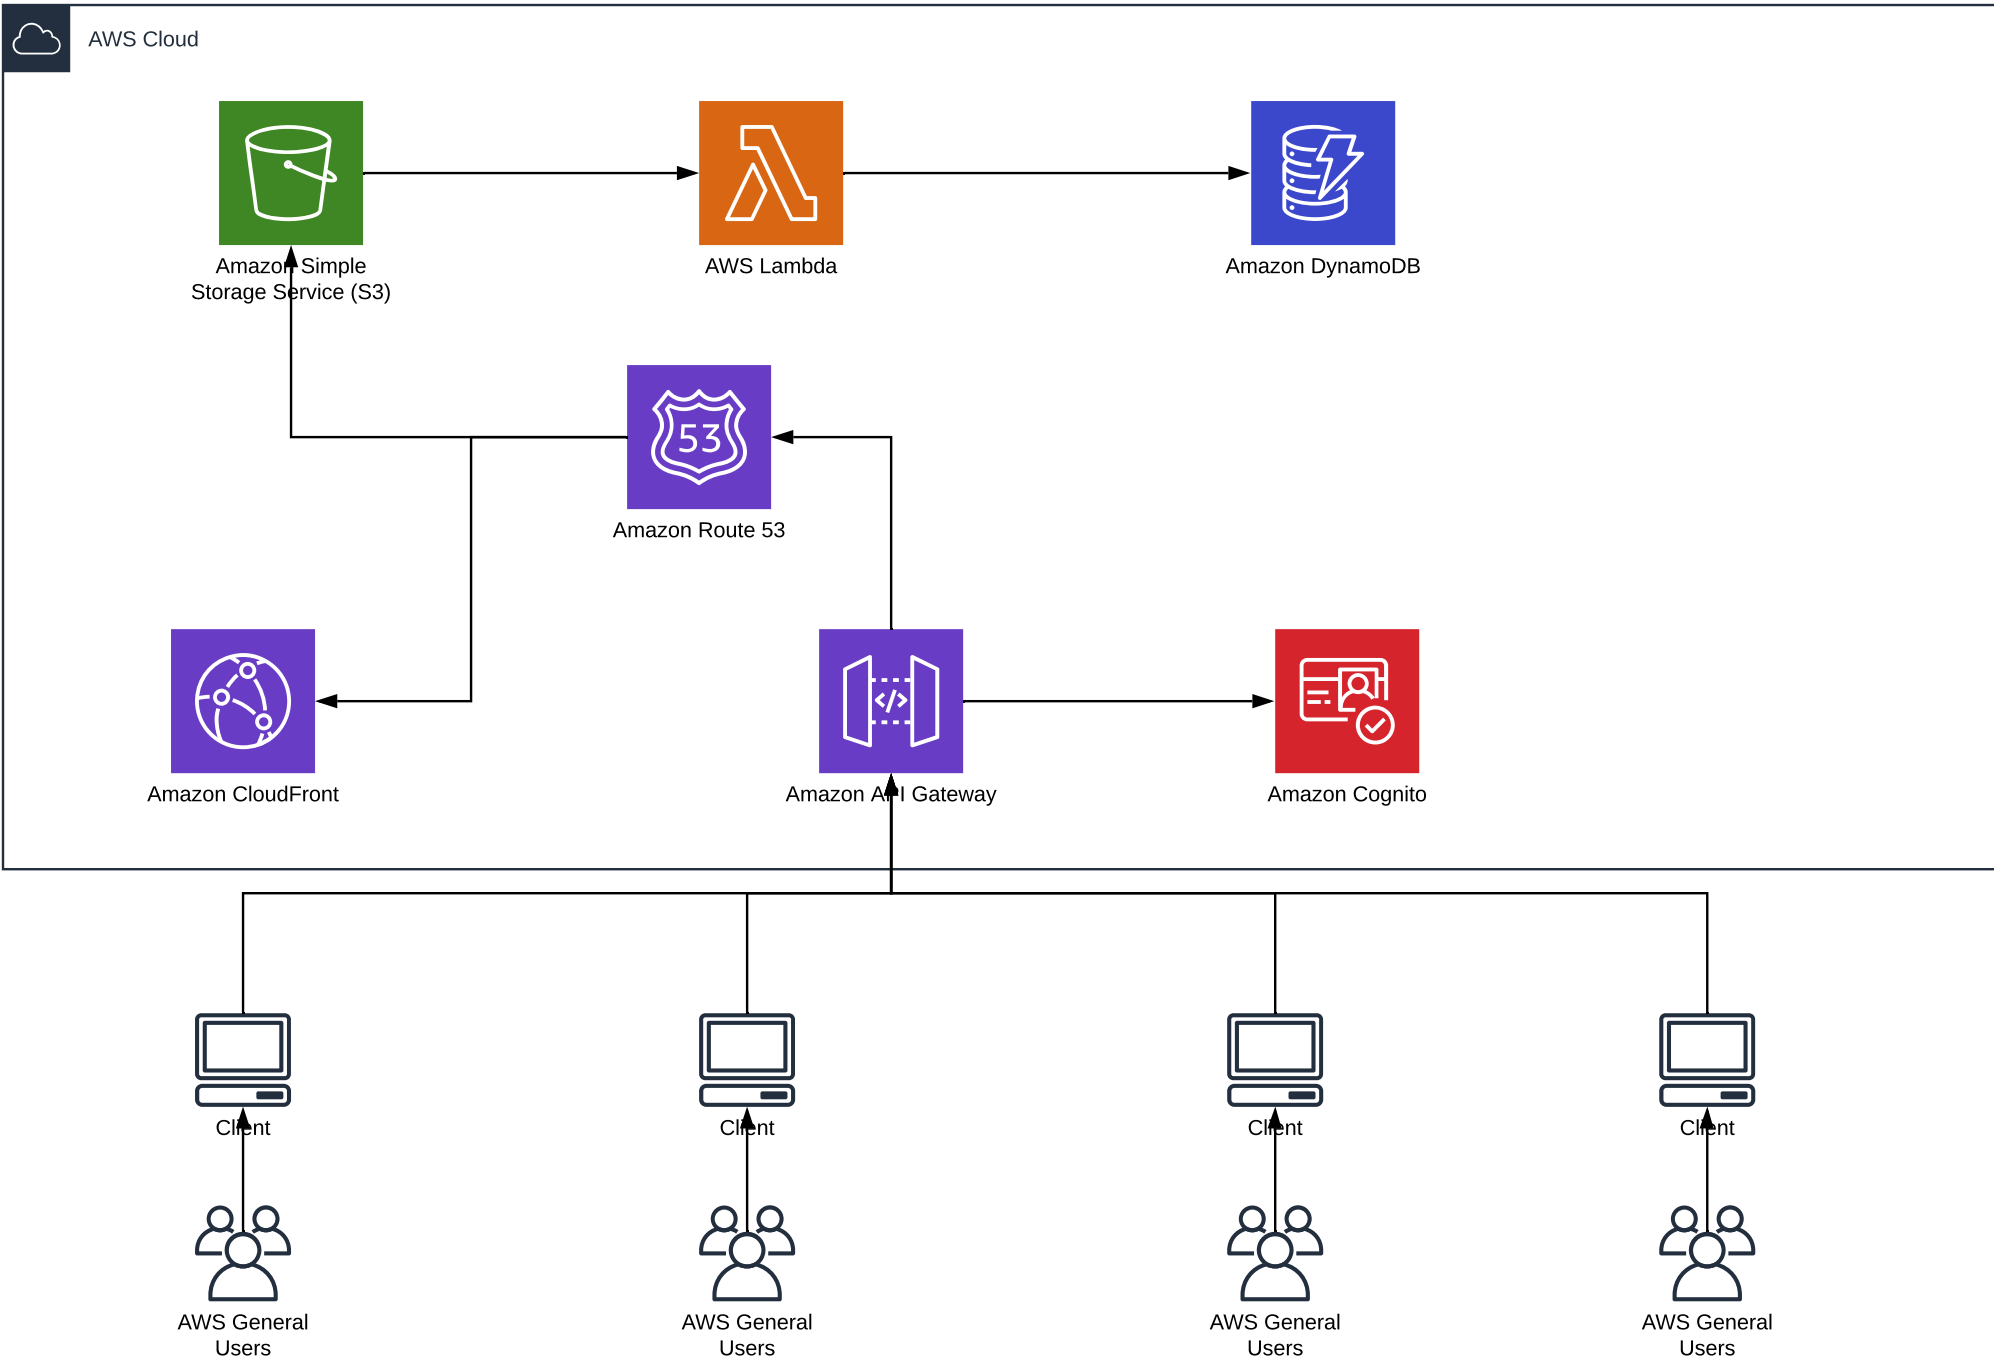 AWS Cloud
Amazon Simple
Storage Service (S3)
AWS Lambda
Amazon DynamoDB
53
Amazon Route 53
Amazon CloudFront
</>
Amazon API Gateway
Amazon Cognito
Client
Client
Client
Client
AWS General
Users
AWS General
Users
AWS General
Users
AWS General
Users